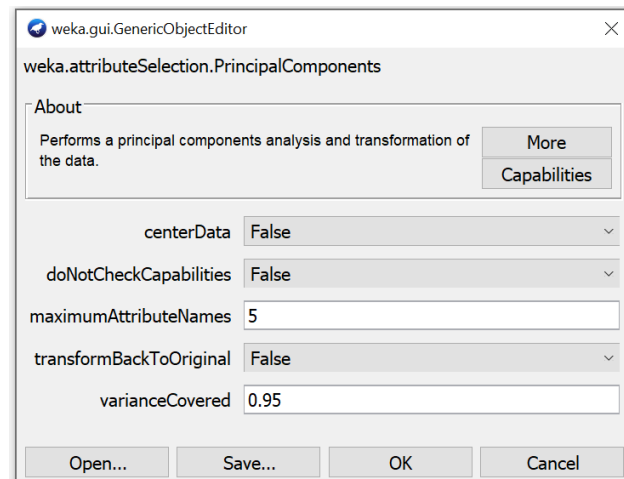 weka.gui.GenericObjectEditor
weka.attributeSelection.PrincipalComponents
About
Performs a principal components analysis and transformation of
the data.
More
Capabilities
centerData False
doNotCheckCapabilities False
maximumAttributeNames 5
transformBackToOriginal False
varianceCovered 0.95
Open... Save... OK Cancel